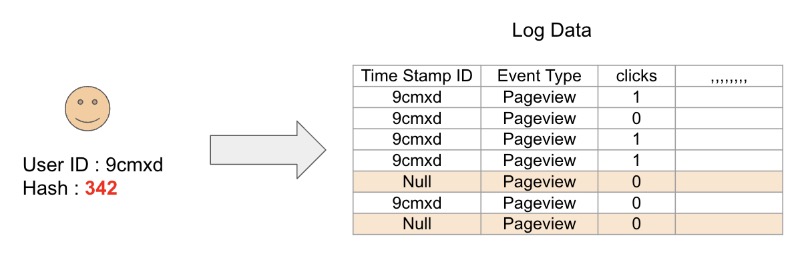 Log Data
User ID : 9cmxd
Hash : 342
Time Stamp ID Event Type clicks ,,,,,,,,
9cmxd Pageview 1
9cmxd Pageview 0
9cmxd Pageview 1
9cmxd Pageview 1
Null Pageview 0
9cmxd Pageview 0
Null Pageview 0